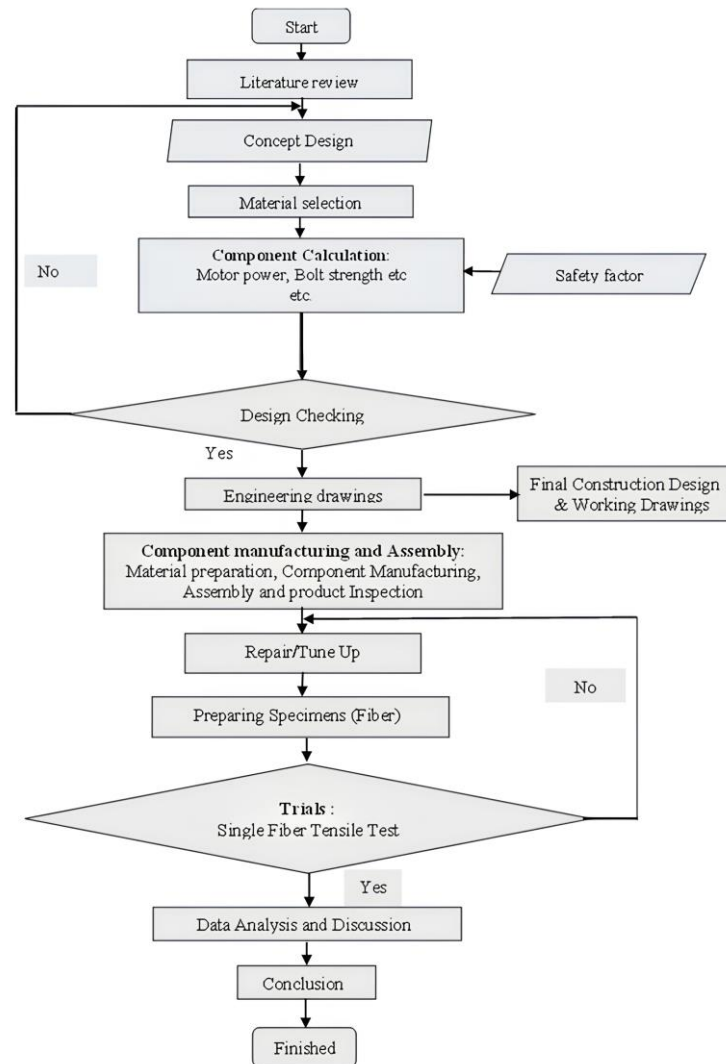 Start
Literature review
Concept Design
Material selection
Component Calculation:
Motor power, Bolt strength etc
etc.
Safety factor
No
Design Checking
Yes
Engineering drawings
Final Construction Design
& Working Drawings
Component manufacturing and Assembly:
Material preparation, Component Manufacturing,
Assembly and product Inspection
Repair/Tune Up
No
Preparing Specimens (Fiber)
Trials :
Single Fiber Tensile Test
Yes
Data Analysis and Discussion
Conclusion
Finished